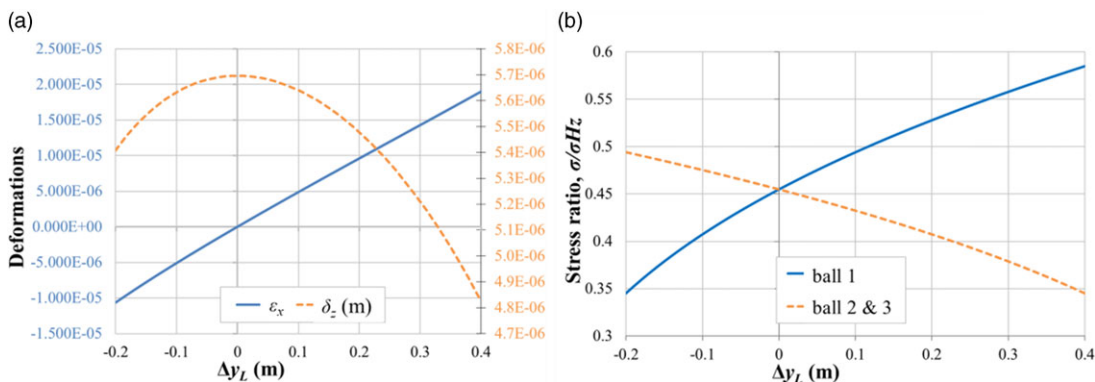 (a)
2.500E-05
2.000E-05
1.500E-05
1.000E-05
5.000E-06
0.000E+00
-5.000E-06
-1.000E-05
-1.500E-05
Deformations
5.8E-06
5.7E-06
5.6E-06
5.5E-06
5.4E-06
5.3E-06
5.2E-06
5.1E-06
5.0E-06
4.9E-06
4.8E-06
4.7E-06
εx δz (m)
-0.2 -0.1 0 0.1 0.2 0.3 0.4
ΔyL (m)
(b)
0.6
0.55
0.5
0.45
0.4
0.35
0.3
Stress ratio, σ/σHz
ball 1
ball 2 & 3
-0.2 -0.1 0 0.1 0.2 0.3 0.4
ΔyL (m)